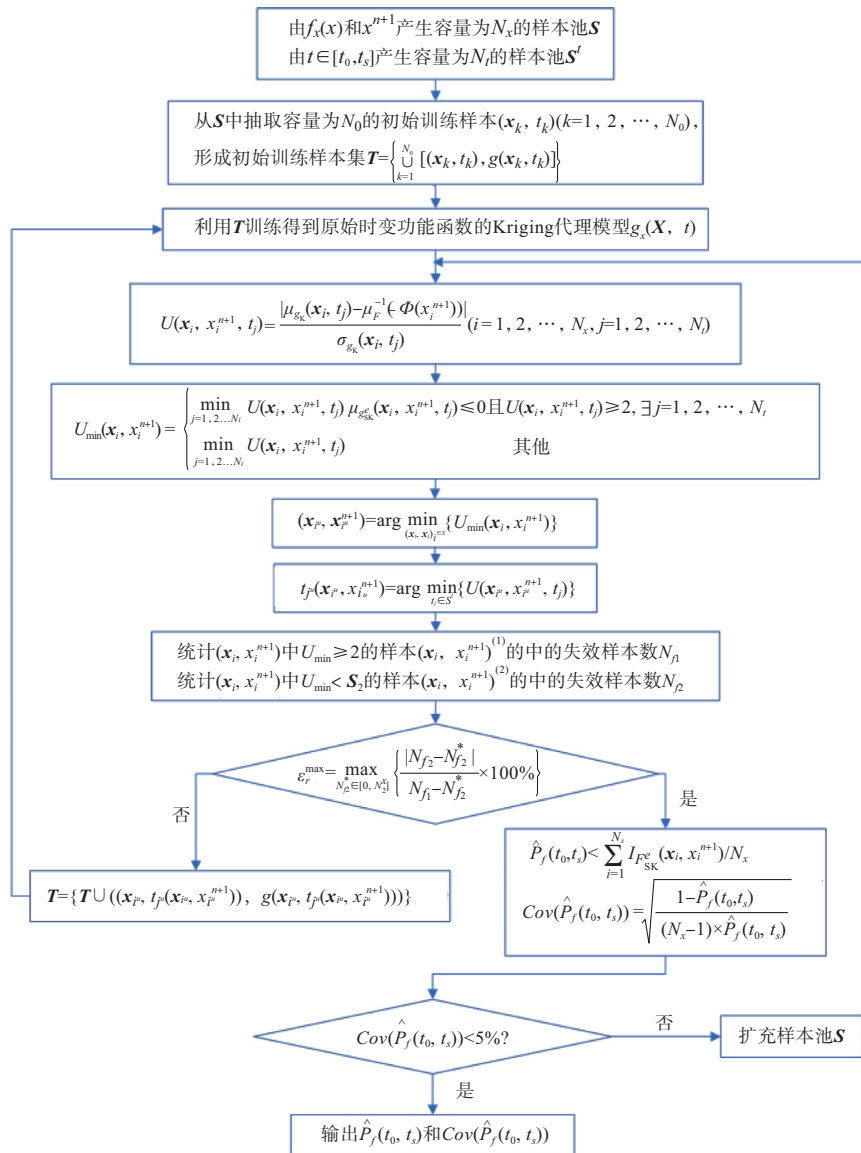 由f_x(x)和x^{n+1}产生容量为N_x的样本池S
由t∈[t_0,t_s]产生容量为N_t的样本池S^t
从S中抽取容量为N_0的初始训练样本(x_k, t_k)(k=1, 2, …, N_0),
形成初始训练样本集T={∪_{k=1}^{N_0} [(x_k, t_k), g(x_k, t_k)]}
利用T训练得到原始时变功能函数的Kriging代理模型g_x(X, t)
U(x_i, x_i^{n+1}, t_j)=|μ_{g_K}(x_i, t_j)-μ_F^{-1}(-Φ(x_i^{n+1}))|/σ_{g_K}(x_i, t_j) (i=1, 2, …, N_x, j=1, 2, …, N_t)
U_min(x_i, x_i^{n+1})={ min_{j=1,2…N_t} U(x_i, x_i^{n+1}, t_j) μ_{g_{SK}^e}(x_i, x_i^{n+1}, t_j)≤0且U(x_i, x_i^{n+1}, t_j)≥2, ∃j=1, 2, …, N_t
min_{j=1,2…N_t} U(x_i, x_i^{n+1}, t_j) 其他
(x_{i^u}, x_{i^u}^{n+1})=arg min_{(x_i, x_i)_i∈s}{U_min(x_i, x_i^{n+1})}
t_{j^u}(x_{i^u}, x_{i_u}^{n+1})=arg min_{t_j∈S^t}{U(x_{i^u}, x_{i^u}^{n+1}, t_j)}
统计(x_i, x_i^{n+1})中U_min≥2的样本(x_i, x_i^{n+1})^{(1)}的中的失效样本数N_{f1}
统计(x_i, x_i^{n+1})中U_min<S_2的样本(x_i, x_i^{n+1})^{(2)}的中的失效样本数N_{f2}
ε_r^max=max_{N_{f2}^*∈[0, N_2^x]}{|N_{f2}-N_{f2}^*|/(N_{f1}-N_{f2}^*)×100%}
否
是
T={T∪((x_{i^u}, t_{j^u}(x_{i^u}, x_{i^u}^{n+1})), g(x_{i^u}, t_{j^u}(x_{i^u}, x_{i^u}^{n+1})))}
P̂_f(t_0,t_s)<∑_{i=1}^{N_x} I_{F_{SK}^e}(x_i, x_i^{n+1})/N_x
Cov(P̂_f(t_0, t_s))=√((1-P̂_f(t_0,t_s))/((N_x-1)×P̂_f(t_0, t_s)))
Cov(P̂_f(t_0, t_s))<5%?
否
扩充样本池S
是
输出P̂_f(t_0, t_s)和Cov(P̂_f(t_0, t_s))